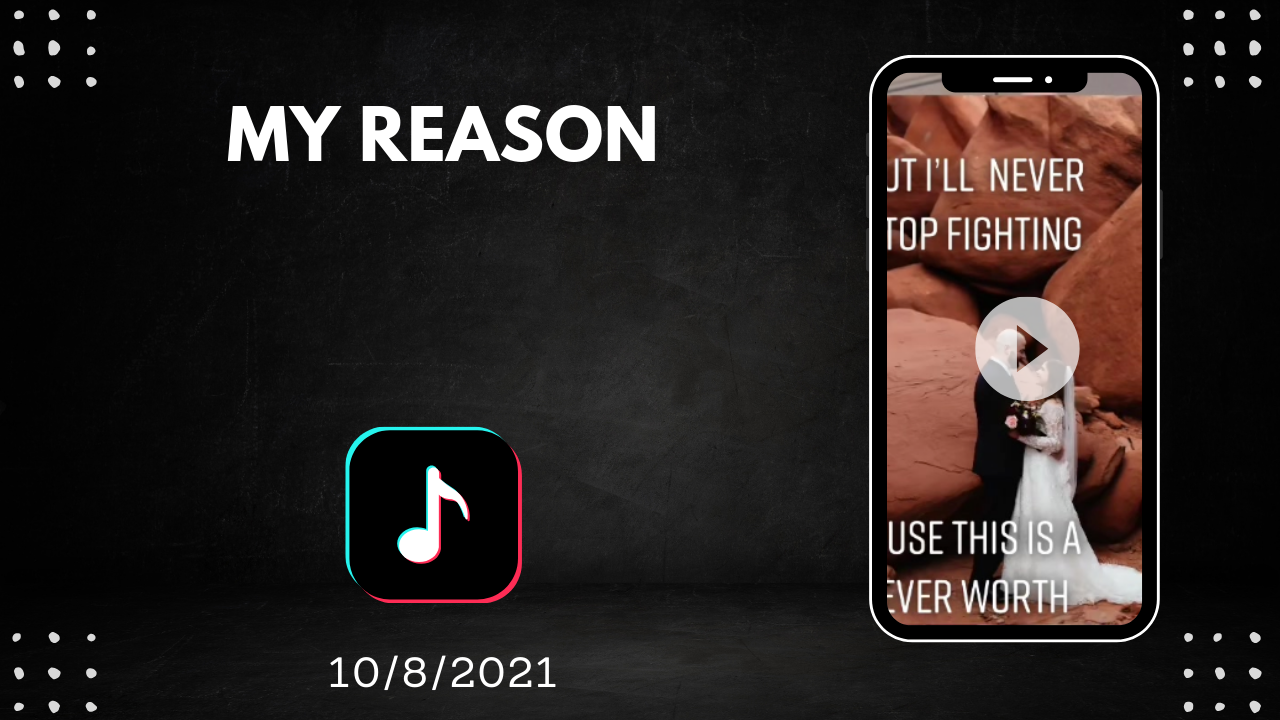 MY REASON
UT I'LL NEVER
TOP FIGHTING
USE THIS IS A
EVER WORTH
10/8/2021